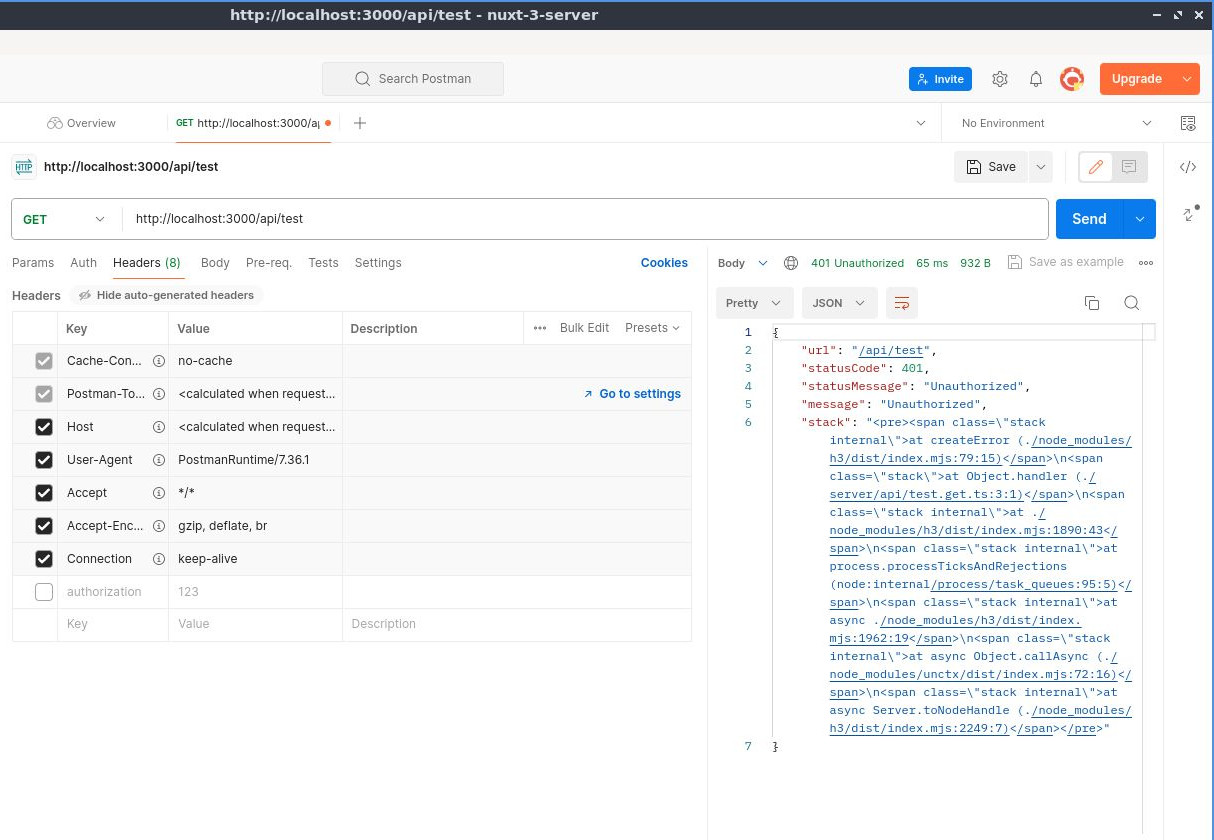 http://localhost:3000/api/test - nuxt-3-server
Search Postman
Invite
Upgrade
Overview
GET http://localhost:3000/a
No Environment
HTTP
http://localhost:3000/api/test
Save
GET
http://localhost:3000/api/test
Send
Params Auth Headers (8) Body Pre-req. Tests Settings
Cookies
Headers
Hide auto-generated headers
Key Value Description
Bulk Edit Presets
Cache-Con... no-cache
Postman-To... <calculated when request... Go to settings
Host <calculated when request...
User-Agent PostmanRuntime/7.36.1
Accept */*
Accept-Enc... gzip, deflate, br
Connection keep-alive
authorization 123
Key Value Description
Body
401 Unauthorized 65 ms 932 B
Save as example
Pretty
JSON
1 {
2 "url": "/api/test",
3 "statusCode": 401,
4 "statusMessage": "Unauthorized",
5 "message": "Unauthorized",
6 "stack": "<pre><span class=\"stack
internal\">at createError (./node_modules/
h3/dist/index.mjs:79:15)</span>\n<span
class=\"stack\">at Object.handler (./
server/api/test.get.ts:3:1)</span>\n<span
class=\"stack internal\">at ./
node_modules/h3/dist/index.mjs:1890:43</
span>\n<span class=\"stack internal\">at
process.processTicksAndRejections
(node:internal/process/task_queues:95:5)</
span>\n<span class=\"stack internal\">at
async ./node_modules/h3/dist/index.
mjs:1962:19</span>\n<span class=\"stack
internal\">at async Object.callAsync (./
node_modules/unctx/dist/index.mjs:72:16)</
span>\n<span class=\"stack internal\">at
async Server.toNodeHandle (./node_modules/
h3/dist/index.mjs:2249:7)</span></pre>"
7 }